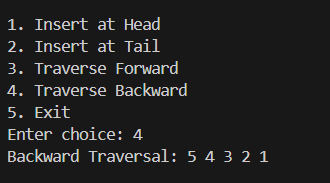 1. Insert at Head
2. Insert at Tail
3. Traverse Forward
4. Traverse Backward
5. Exit
Enter choice: 4
Backward Traversal: 5 4 3 2 1